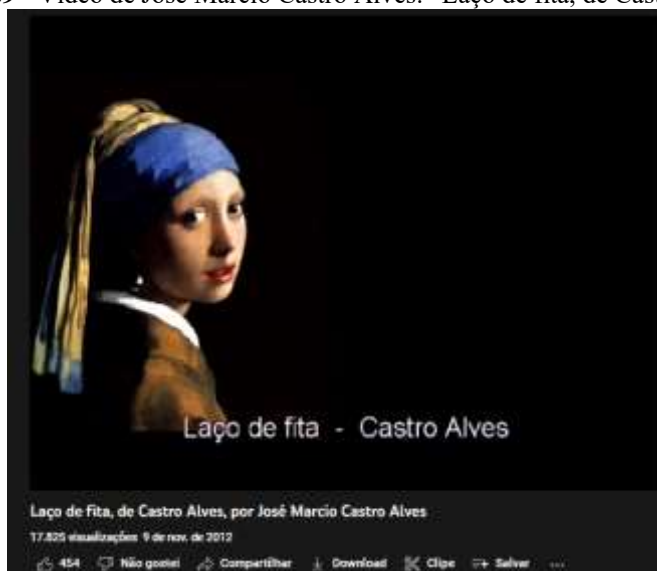 Vídeo de José Marcio Castro Alves: "Laço de fita, de Cast
Laço de fita - Castro Alves
Laço de fita, de Castro Alves, por José Marcio Castro Alves
17.825 visualizações 9 de nov. de 2012
454 Não gostei Compartilhar Download Clipe Salvar ...